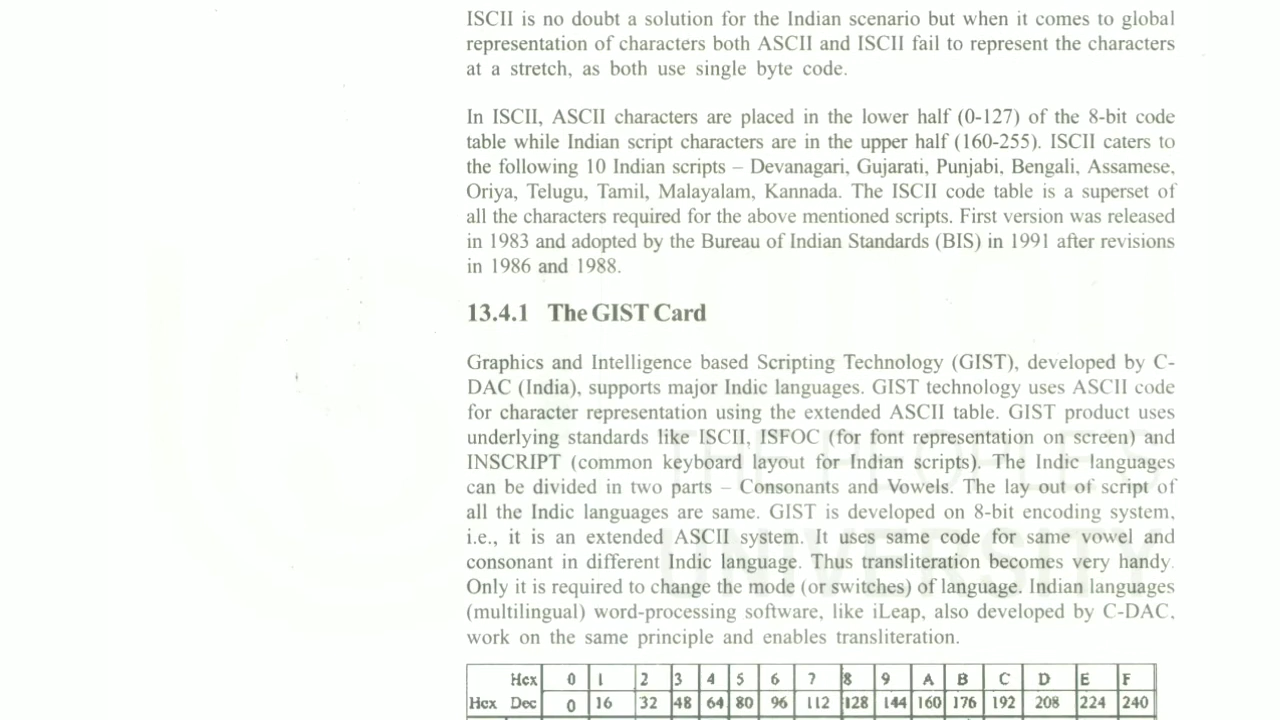 ISCII is no doubt a solution for the Indian scenario but when it comes to global
representation of characters both ASCII and ISCII fail to represent the characters
at a stretch, as both use single byte code.
In ISCII, ASCII characters are placed in the lower half (0-127) of the 8-bit code
table while Indian script characters are in the upper half (160-255). ISCII caters to
the following 10 Indian scripts – Devanagari, Gujarati, Punjabi, Bengali, Assamese,
Oriya, Telugu, Tamil, Malayalam, Kannada. The ISCII code table is a superset of
all the characters required for the above mentioned scripts. First version was released
in 1983 and adopted by the Bureau of Indian Standards (BIS) in 1991 after revisions
in 1986 and 1988.
13.4.1 The GIST Card
Graphics and Intelligence based Scripting Technology (GIST), developed by C-
DAC (India), supports major Indic languages. GIST technology uses ASCII code
for character representation using the extended ASCII table. GIST product uses
underlying standards like ISCII, ISFOC (for font representation on screen) and
INSCRIPT (common keyboard layout for Indian scripts). The Indic languages
can be divided in two parts – Consonants and Vowels. The lay out of script of
all the Indic languages are same. GIST is developed on 8-bit encoding system,
i.e., it is an extended ASCII system. It uses same code for same vowel and
consonant in different Indic language. Thus transliteration becomes very handy.
Only it is required to change the mode (or switches) of language. Indian languages
(multilingual) word-processing software, like iLeap, also developed by C-DAC,
work on the same principle and enables transliteration.
THE PEOPLE'S
UNIVERSITY
Hex 0 1 2 3 4 5 6 7 8 9 A B C D E F
Hex Dec 0 16 32 48 64 80 96 112 128 144 160 176 192 208 224 240